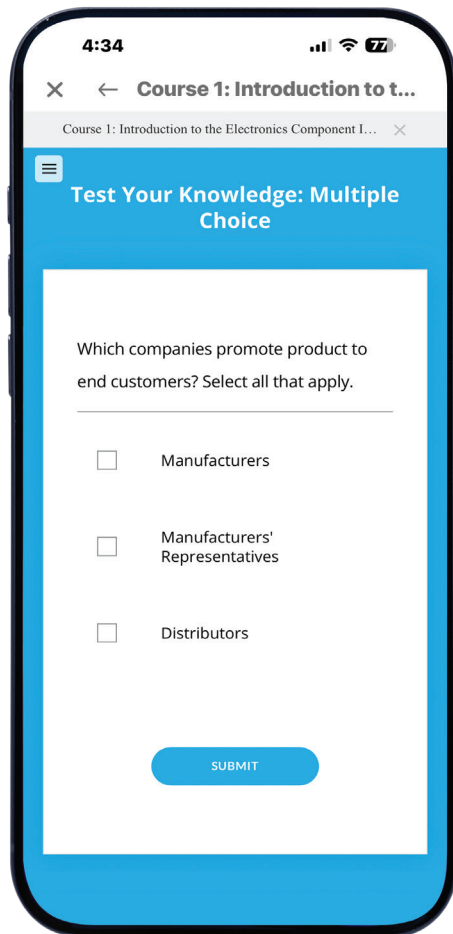 4:34
77
Course 1: Introduction to t...
Course 1: Introduction to the Electronics Component I...
Test Your Knowledge: Multiple
Choice
Which companies promote product to
end customers? Select all that apply.
Manufacturers
Manufacturers'
Representatives
Distributors
SUBMIT